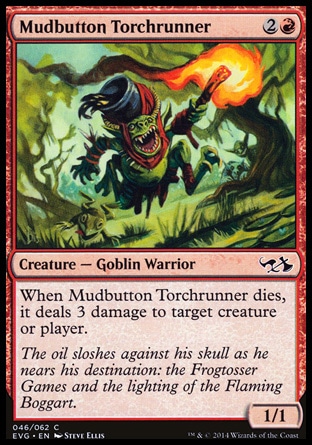 Mudbutton Torchrunner 2
Creature — Goblin Warrior
When Mudbutton Torchrunner dies,
it deals 3 damage to target creature
or player.
The oil sloshes against his skull as he
nears his destination: the Frogtosser
Games and the lighting of the Flaming
Boggart.
1/1
046/062 C
EVG • EN Steve Ellis
™ & © 2014 Wizards of the Coast